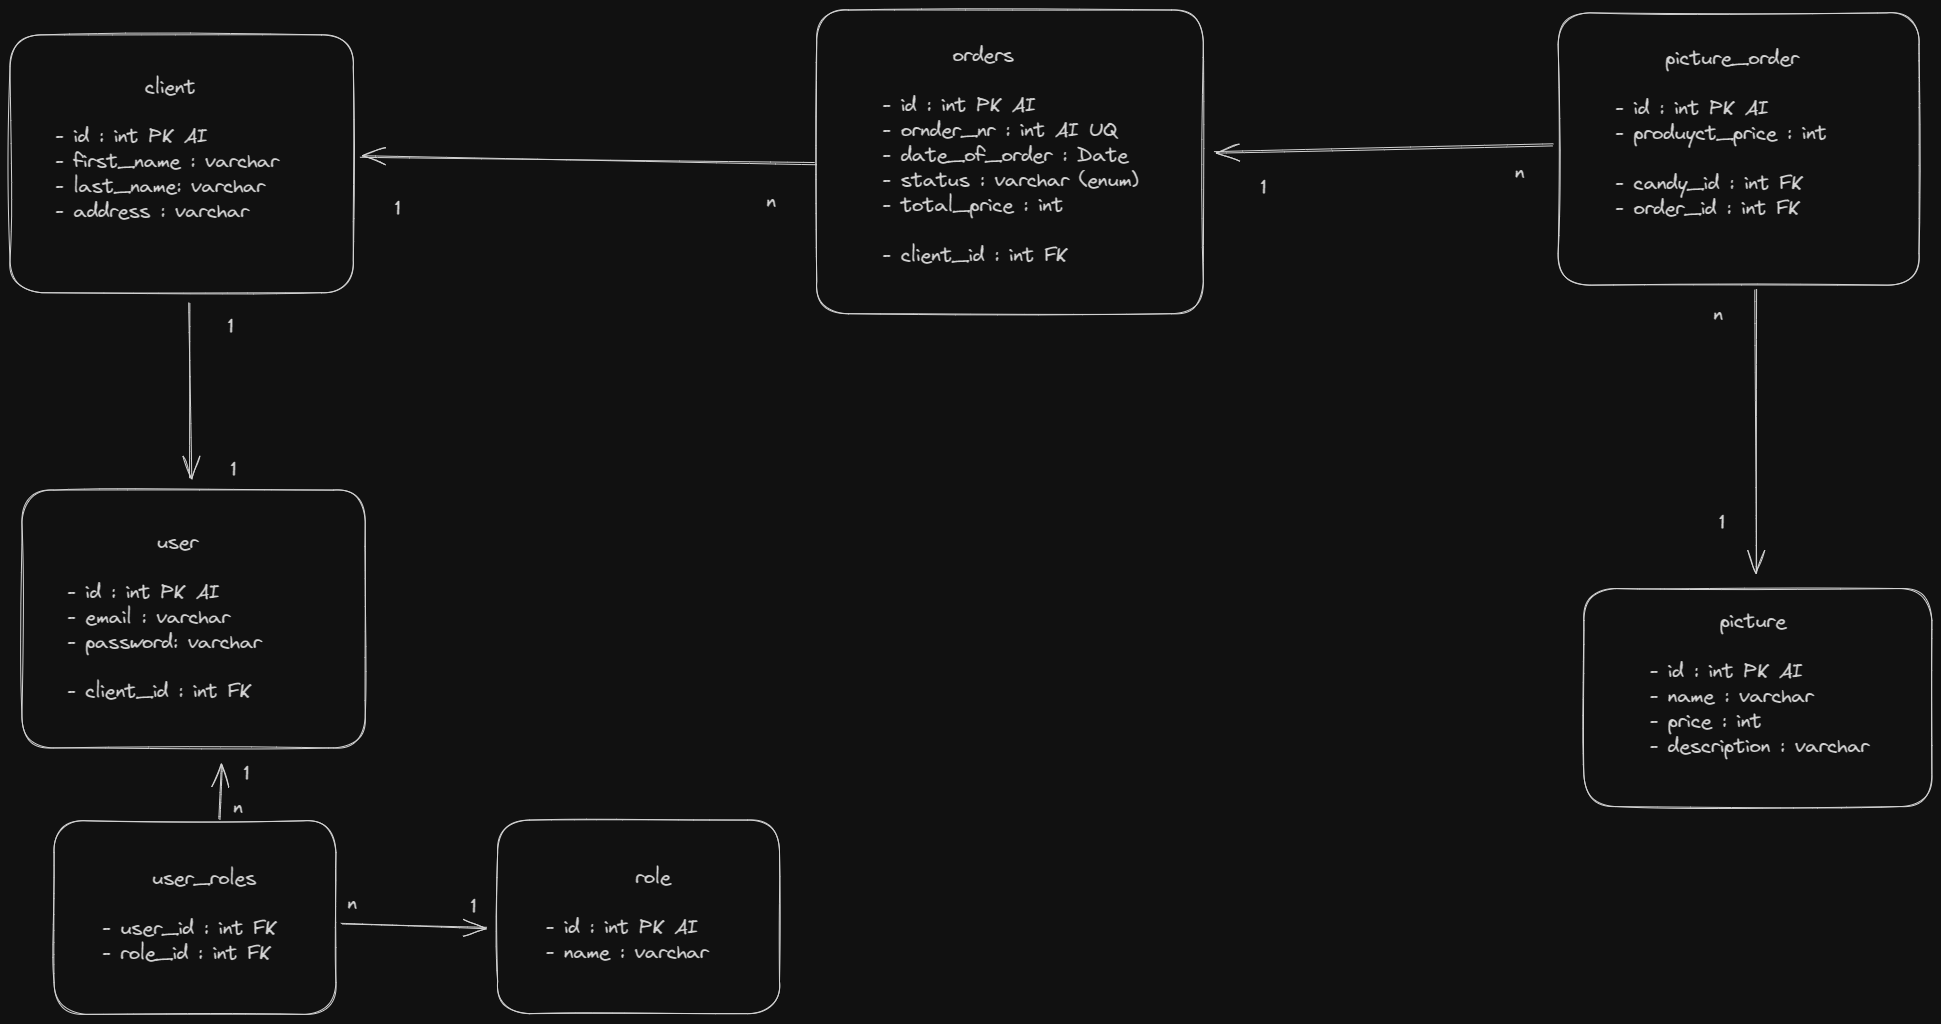 client
- id : int PK AI
- first_name : varchar
- last_name: varchar
- address : varchar
1
n
orders
- id : int PK AI
- ornder_nr : int AI UQ
- date_of_order : Date
- status : varchar (enum)
- total_price : int
- client_id : int FK
1
n
picture_order
- id : int PK AI
- produyct_price : int
- candy_id : int FK
- order_id : int FK
1
1
n
1
user
- id : int PK AI
- email : varchar
- password: varchar
- client_id : int FK
picture
- id : int PK AI
- name : varchar
- price : int
- description : varchar
1
n
user_roles
- user_id : int FK
- role_id : int FK
n
1
role
- id : int PK AI
- name : varchar